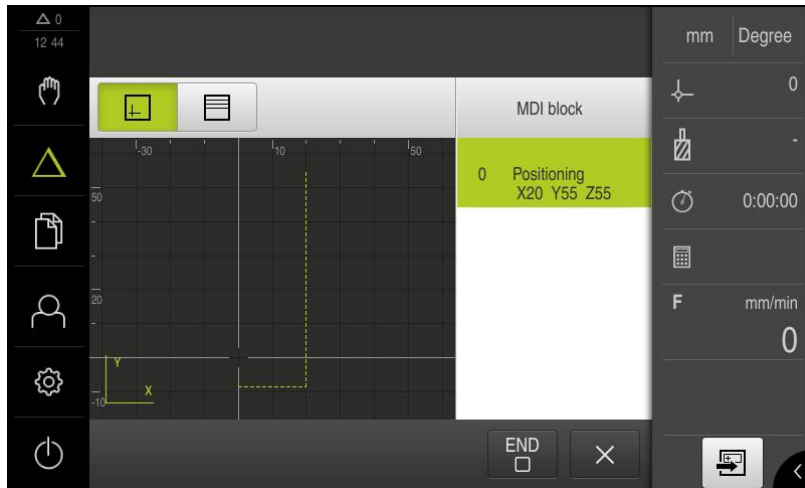 △ 0
12 44
mm Degree
0
MDI block
-30 10 50
0 Positioning
X20 Y55 Z55
-
50
0:00:00
20
F mm/min
0
Y
X
-10
END